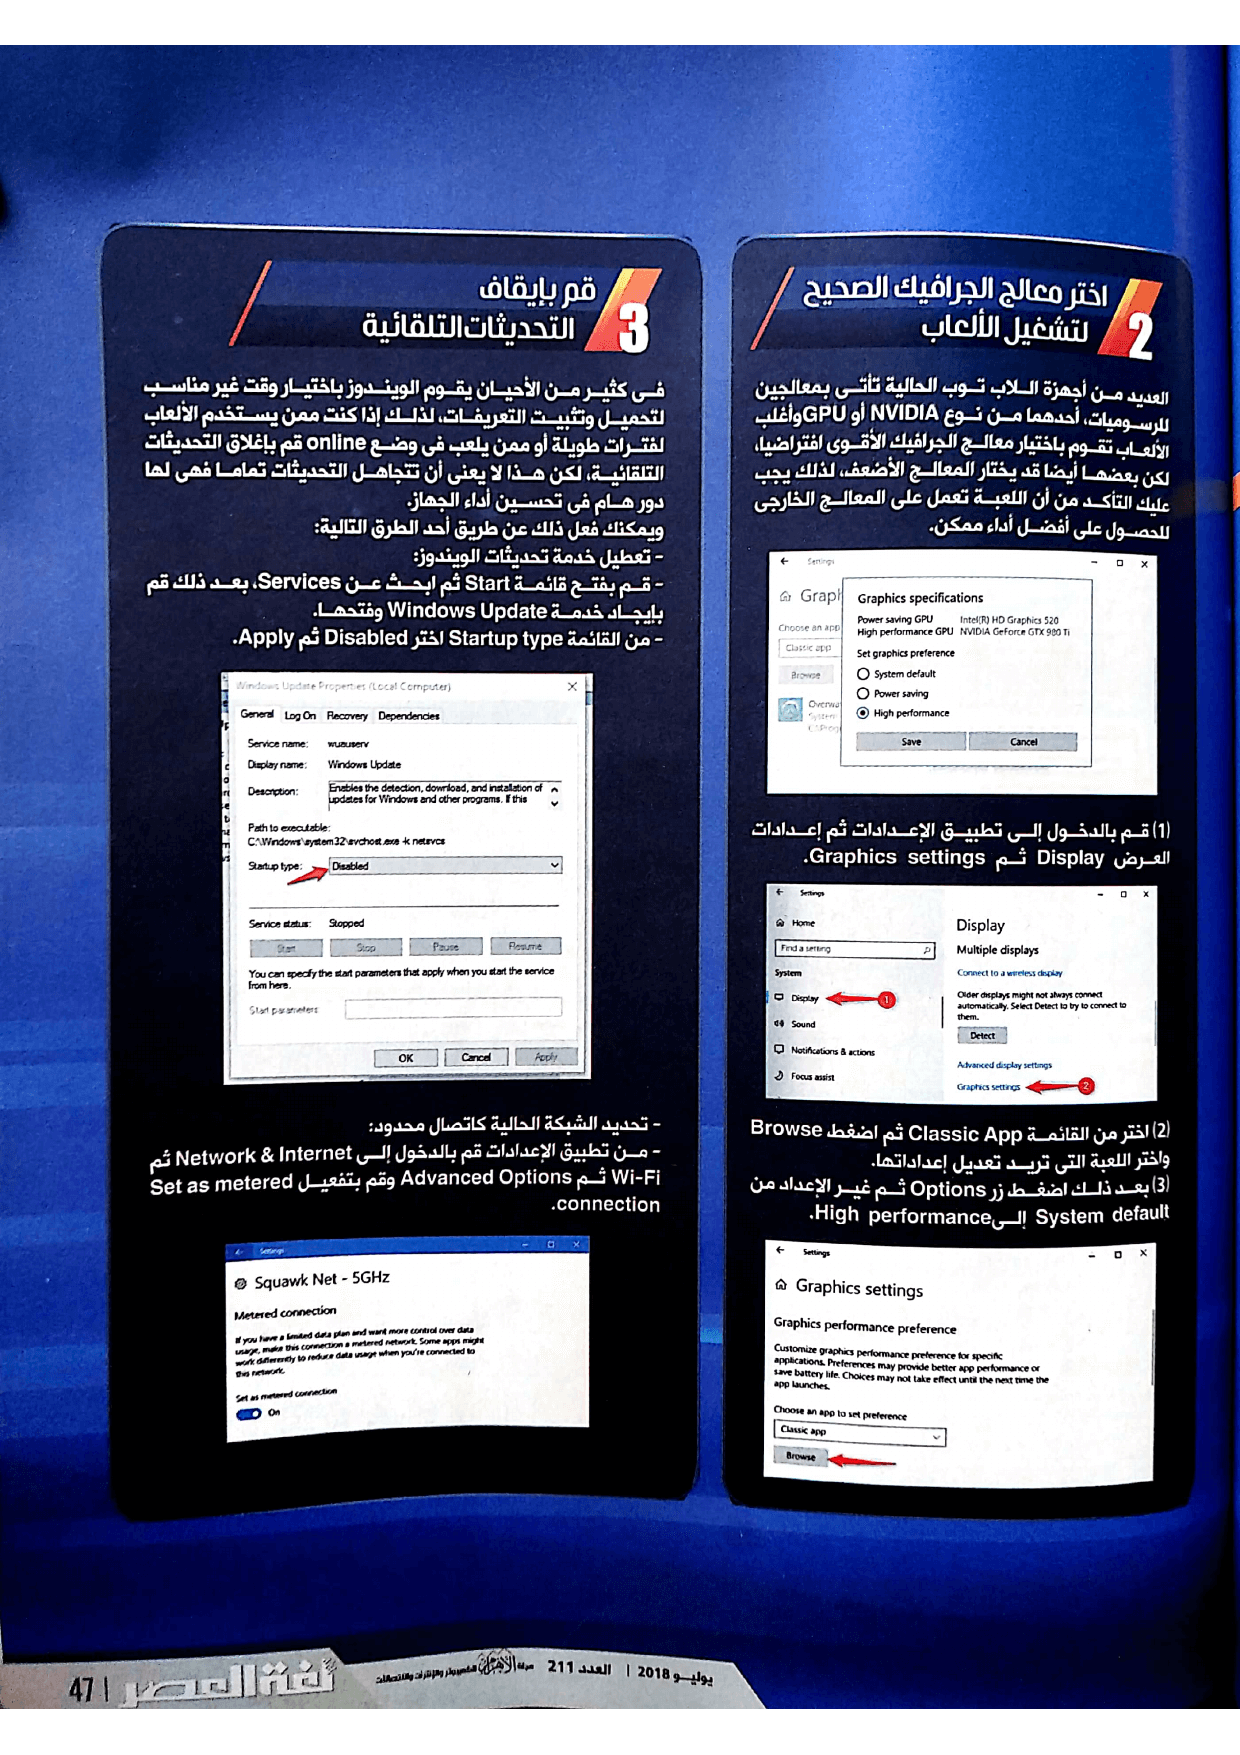 2
اختر معالج الجرافيك الصحيح
لتشغيل الألعاب
العديد من أجهزة اللاب توب الحالية تأتى بمعالجين
للرسوميات، أحدهما من نوع NVIDIA أو GPU وأغلب
الألعاب تقوم باختيار معالج الجرافيك الأقوى افتراضيا،
لكن بعضها أيضا قد يختار المعالج الأضعف، لذلك يجب
عليك التأكد من أن اللعبة تعمل على المعالج الخارجى
للحصول على أفضل أداء ممكن.
Settings
Graph
Choose an app
Classic app
Browse
Overwa
System
C:\Prog
Graphics specifications
Power saving GPU Intel(R) HD Graphics 520
High performance GPU NVIDIA GeForce GTX 980 Ti
Set graphics preference
System default
Power saving
High performance
Save Cancel
(1) قم بالدخول إلى تطبيق الإعدادات ثم إعدادات
العرض Display ثم Graphics settings.
Settings
Home
Find a setting
System
Display 1
Sound
Notifications & actions
Focus assist
Display
Multiple displays
Connect to a wireless display
Older displays might not always connect
automatically. Select Detect to try to connect to
them.
Detect
Advanced display settings
Graphics settings 2
(2) اختر من القائمة Classic App ثم اضغط Browse
واختر اللعبة التى تريد تعديل إعداداتها.
(3) بعد ذلك اضغط زر Options ثم غير الإعداد من
System default إلى High performance.
Settings
Graphics settings
Graphics performance preference
Customize graphics performance preference for specific
applications. Preferences may provide better app performance or
save battery life. Choices may not take effect until the next time the
app launches.
Choose an app to set preference
Classic app
Browse
3
قم بإيقاف
التحديثات التلقائية
فى كثير من الأحيان يقوم الويندوز باختيار وقت غير مناسب
لتحميل وتثبيت التعريفات، لذلك إذا كنت ممن يستخدم الألعاب
لفترات طويلة أو ممن يلعب فى وضع online قم بإغلاق التحديثات
التلقائية، لكن هذا لا يعنى أن تتجاهل التحديثات تماما فهى لها
دور هام فى تحسين أداء الجهاز.
ويمكنك فعل ذلك عن طريق أحد الطرق التالية:
- تعطيل خدمة تحديثات الويندوز:
- قم بفتح قائمة Start ثم ابحث عن Services، بعد ذلك قم
بإيجاد خدمة Windows Update وفتحها.
- من القائمة Startup type اختر Disabled ثم Apply.
Windows Update Properties (Local Computer)
General Log On Recovery Dependencies
Service name: wuauserv
Display name: Windows Update
Description: Enables the detection, download, and installation of
updates for Windows and other programs. If this
Path to executable:
C:\Windows\system32\svchost.exe -k netsvcs
Startup type: Disabled
Service status: Stopped
Start Stop Pause Resume
You can specify the start parameters that apply when you start the service
from here.
Start parameters:
OK Cancel Apply
- تحديد الشبكة الحالية كاتصال محدود:
- من تطبيق الإعدادات قم بالدخول إلى Network & Internet ثم
Wi-Fi ثم Advanced Options وقم بتفعيل Set as metered
connection.
Settings
Squawk Net - 5GHz
Metered connection
If you have a limited data plan and want more control over data
usage, make this connection a metered network. Some apps might
work differently to reduce data usage when you're connected to
this network.
Set as metered connection
On
يوليو 2018 | العدد 211 مجلة الأهرام للكمبيوتر والإنترنت والاتصالات
لغة العصر | 47